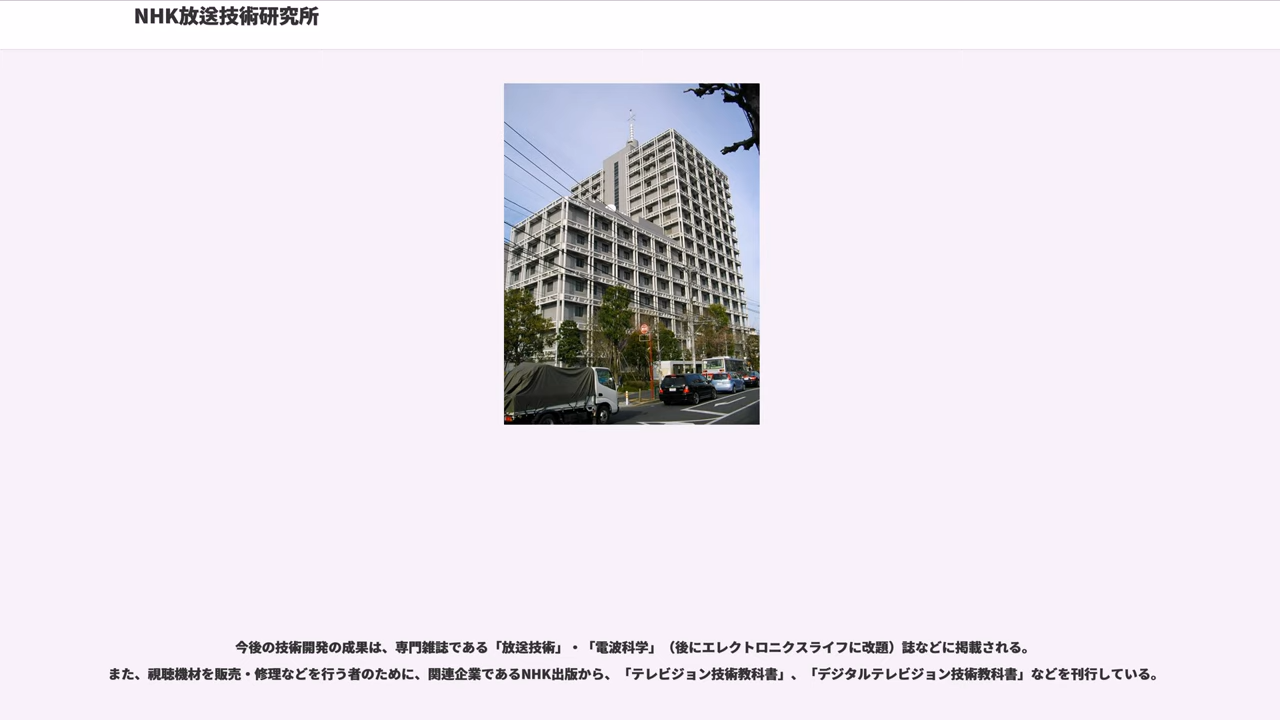 NHK放送技術研究所
今後の技術開発の成果は、専門雑誌である「放送技術」・「電波科学」（後にエレクトロニクスライフに改題）誌などに掲載される。
また、視聴機材を販売・修理などを行う者のために、関連企業であるNHK出版から、「テレビジョン技術教科書」、「デジタルテレビジョン技術教科書」などを刊行している。